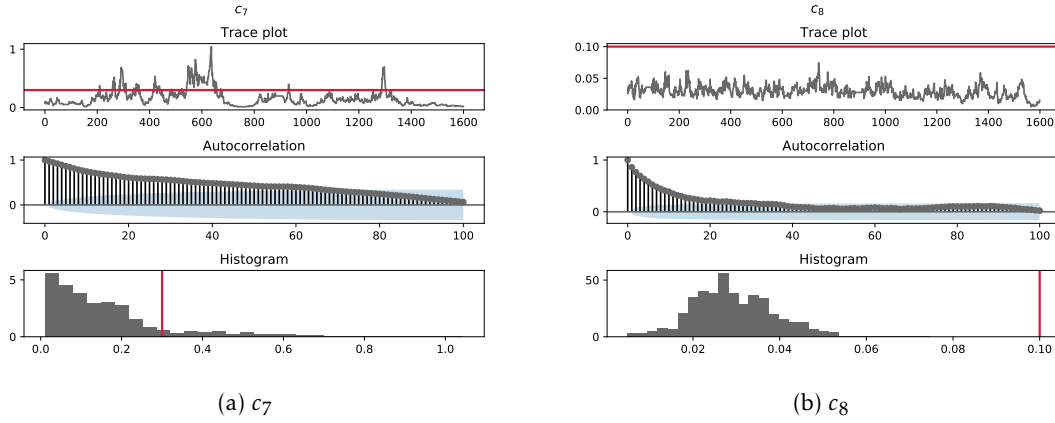 c7
Trace plot
1
0
0 200 400 600 800 1000 1200 1400 1600
Autocorrelation
1
0
0 20 40 60 80 100
Histogram
5
0
0.0 0.2 0.4 0.6 0.8 1.0
(a) c7
c8
Trace plot
0.10
0.05
0.00
0 200 400 600 800 1000 1200 1400 1600
Autocorrelation
1
0
0 20 40 60 80 100
Histogram
50
0
0.02 0.04 0.06 0.08 0.10
(b) c8